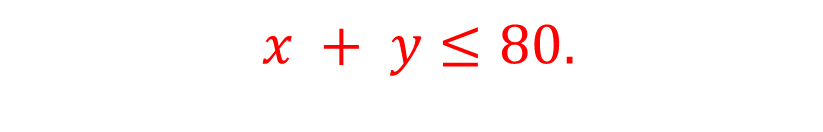 x + y ≤ 80.